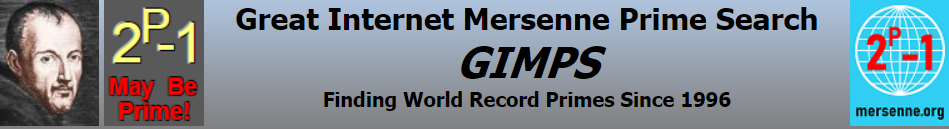 2P-1
May Be
Prime!
Great Internet Mersenne Prime Search
GIMPS
Finding World Record Primes Since 1996
2P-1
mersenne.org